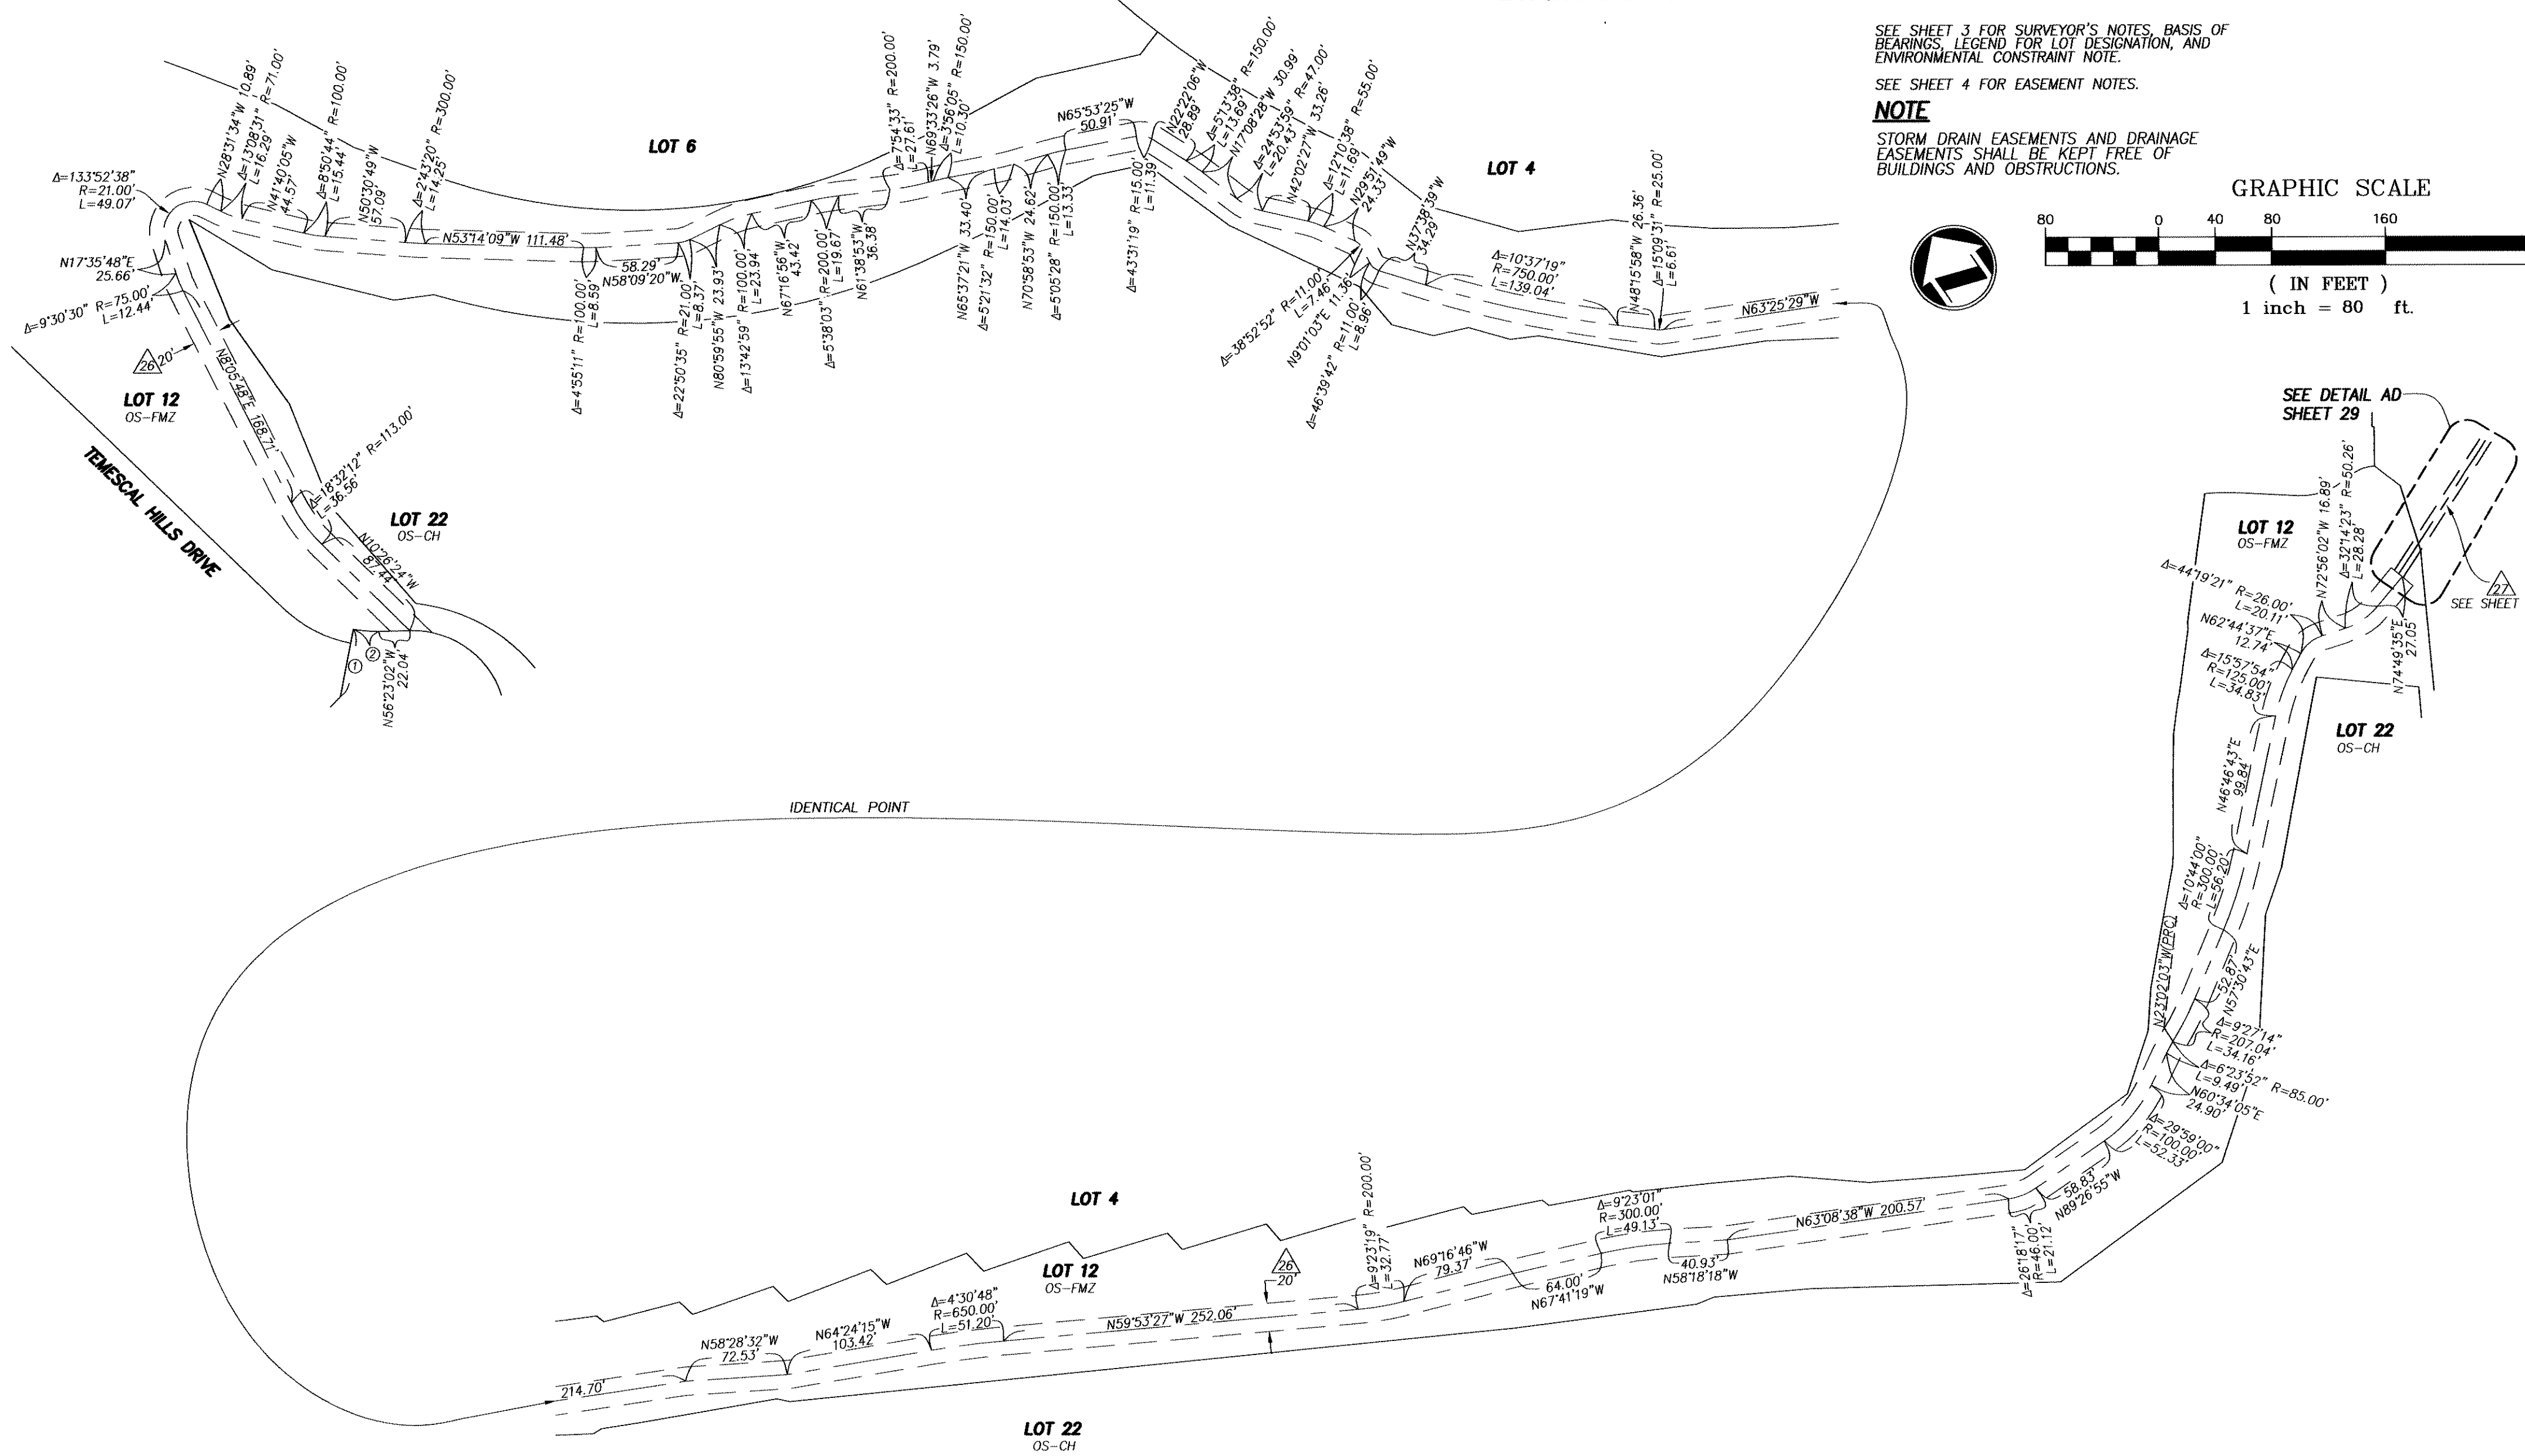 SEE SHEET 3 FOR SURVEYOR'S NOTES, BASIS OF
BEARINGS, LEGEND FOR LOT DESIGNATION, AND
ENVIRONMENTAL CONSTRAINT NOTE.
SEE SHEET 4 FOR EASEMENT NOTES.
NOTE
STORM DRAIN EASEMENTS AND DRAINAGE
EASEMENTS SHALL BE KEPT FREE OF
BUILDINGS AND OBSTRUCTIONS.
GRAPHIC SCALE
80 0 40 80 160
( IN FEET )
1 inch = 80 ft.
Δ=133°52'38"
R=21.00'
L=49.07'
N28°31'34"W 10.89'
Δ=13°08'31" R=71.00'
L=16.29'
N41°40'05"W
44.57'
Δ=8°50'44" R=100.00'
L=15.44'
N50°30'49"W
57.09'
Δ=2°43'20" R=300.00'
L=14.25'
N53°14'09"W 111.48'
LOT 6
Δ=4°55'11" R=100.00'
L=8.59'
58.29'
N58°09'20"W
Δ=22°50'35" R=21.00'
L=8.37'
N80°59'55"W 23.93'
Δ=13°42'59" R=100.00'
L=23.94'
N67°16'56"W
43.42'
Δ=5°38'03" R=200.00'
L=19.67'
N61°38'53"W
36.38'
Δ=7°54'33" R=200.00'
L=27.61'
N69°33'26"W 3.79'
Δ=3°56'05" R=150.00'
L=10.30'
N65°37'21"W 33.40'
Δ=5°21'32" R=150.00'
L=14.03'
N70°58'53"W 24.62'
Δ=5°05'28" R=150.00'
L=13.33'
N65°53'25"W
50.91'
Δ=43°31'19" R=15.00'
L=11.39'
N22°22'06"W
28.89'
Δ=5°13'38" R=150.00'
L=13.69'
N17°08'28"W 30.99'
Δ=24°53'59" R=47.00'
L=20.43'
N42°02'27"W 33.26'
Δ=12°10'38" R=55.00'
L=11.69'
N29°51'49"W
24.33'
LOT 4
Δ=38°52'52" R=11.00'
L=7.46'
N9°01'03"E 11.36'
Δ=46°39'42" R=11.00'
L=8.96'
N37°38'39"W
34.29'
Δ=10°37'19"
R=750.00'
L=139.04'
N48°15'58"W 26.36'
Δ=15°09'31" R=25.00'
L=6.61'
N63°25'29"W
N17°35'48"E
25.66'
Δ=9°30'30" R=75.00'
L=12.44'
26 20'
LOT 12
OS-FMZ
N8°05'48"E 168.71'
TEMESCAL HILLS DRIVE
Δ=18°32'12" R=113.00'
L=36.56'
LOT 22
OS-CH
N10°26'24"W
87.44'
1
2
N56°23'02"W
22.04'
IDENTICAL POINT
SEE DETAIL AD
SHEET 29
LOT 12
OS-FMZ
N72°56'02"W 16.89'
Δ=32°14'23" R=50.26'
L=28.28'
27
SEE SHEET
Δ=44°19'21" R=26.00'
L=20.11'
N62°44'37"E
12.74'
Δ=15°57'54"
R=125.00'
L=34.83'
N74°49'35"E
27.05'
LOT 22
OS-CH
N46°46'43"E
99.84'
Δ=10°44'00"
R=300.00'
L=56.20'
N23°02'03"W(PRC)
52.87'
N57°30'43"E
Δ=9°27'14"
R=207.04'
L=34.16'
Δ=6°23'52" R=85.00'
L=9.49'
N60°34'05"E
24.90'
Δ=29°59'00"
R=100.00'
L=52.33'
58.83'
N89°26'55"W
Δ=26°18'17"
R=46.00'
L=21.12'
LOT 4
N63°08'38"W 200.57'
Δ=9°23'01"
R=300.00'
L=49.13'
40.93'
N58°18'18"W
64.00'
N67°41'19"W
N69°16'46"W
79.37'
Δ=9°23'19" R=200.00'
L=32.77'
26
20'
LOT 12
OS-FMZ
N59°53'27"W 252.06'
Δ=4°30'48"
R=650.00'
L=51.20'
N64°24'15"W
103.42'
N58°28'32"W
72.53'
214.70'
LOT 22
OS-CH